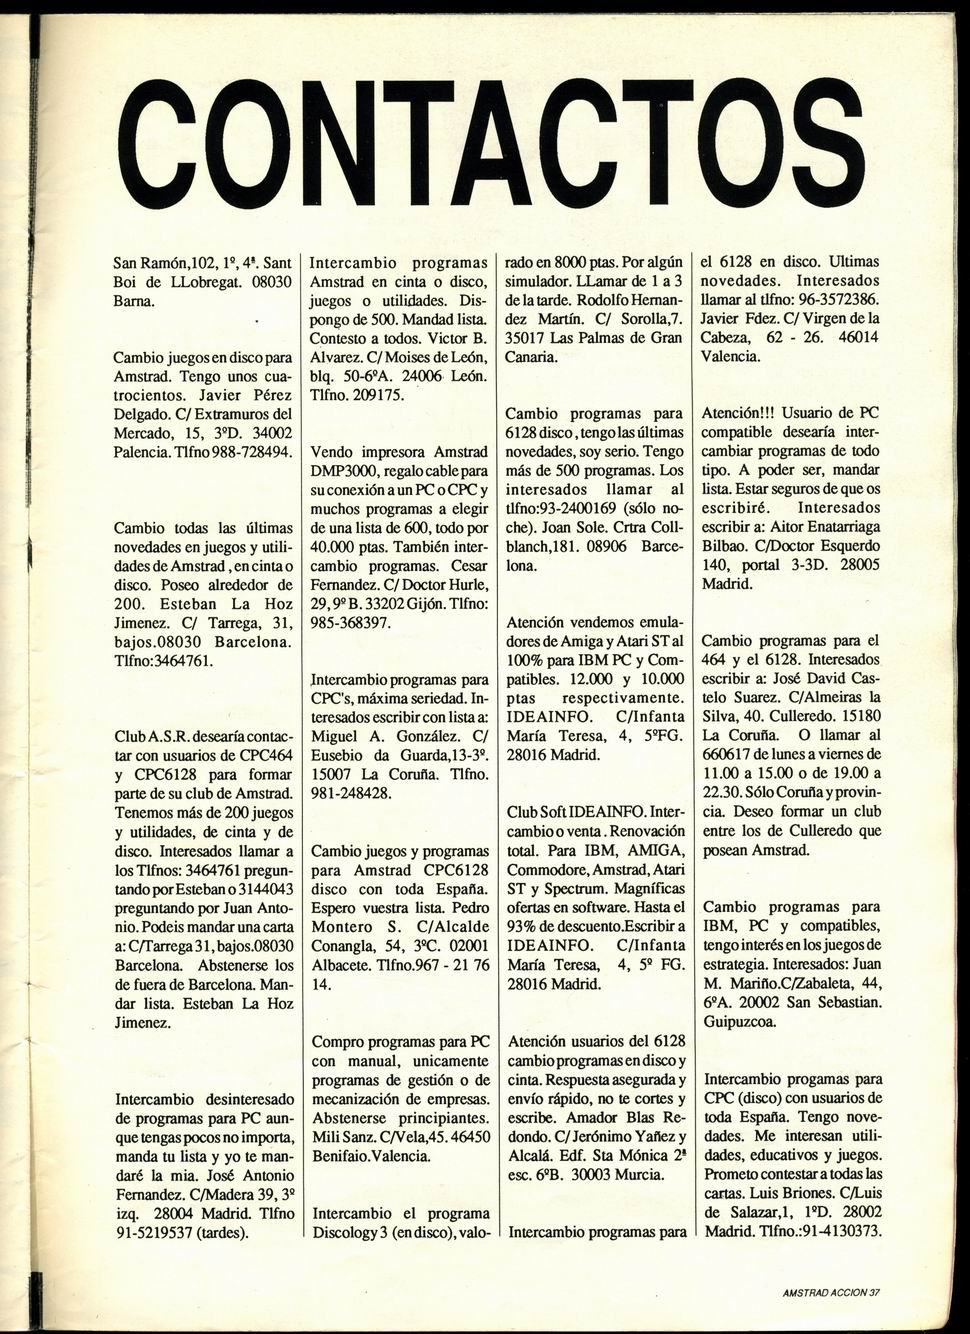 CONTACTOS
San Ramón,102, 1º, 4ª. Sant
Boi de LLobregat. 08030
Barna.
Cambio juegos en disco para
Amstrad. Tengo unos cua-
trocientos. Javier Pérez
Delgado. C/ Extramuros del
Mercado, 15, 3ºD. 34002
Palencia. Tlfno 988-728494.
Cambio todas las últimas
novedades en juegos y utili-
dades de Amstrad , en cinta o
disco. Poseo alrededor de
200. Esteban La Hoz
Jimenez. C/ Tarrega, 31,
bajos.08030 Barcelona.
Tlfno:3464761.
Club A.S.R. desearía contac-
tar con usuarios de CPC464
y CPC6128 para formar
parte de su club de Amstrad.
Tenemos más de 200 juegos
y utilidades, de cinta y de
disco. Interesados llamar a
los Tlfnos: 3464761 pregun-
tando por Esteban o 3144043
preguntando por Juan Anto-
nio. Podeis mandar una carta
a: C/Tarrega 31, bajos.08030
Barcelona. Abstenerse los
de fuera de Barcelona. Man-
dar lista. Esteban La Hoz
Jimenez.
Intercambio desinteresado
de programas para PC aun-
que tengas pocos no importa,
manda tu lista y yo te man-
daré la mia. José Antonio
Fernandez. C/Madera 39, 3º
izq. 28004 Madrid. Tlfno
91-5219537 (tardes).
Intercambio programas
Amstrad en cinta o disco,
juegos o utilidades. Dis-
pongo de 500. Mandad lista.
Contesto a todos. Victor B.
Alvarez. C/ Moises de León,
blq. 50-6ºA. 24006 León.
Tlfno. 209175.
Vendo impresora Amstrad
DMP3000, regalo cable para
su conexión a un PC o CPC y
muchos programas a elegir
de una lista de 600, todo por
40.000 ptas. También inter-
cambio programas. Cesar
Fernandez. C/ Doctor Hurle,
29, 9º B. 33202 Gijón. Tlfno:
985-368397.
Intercambio programas para
CPC's, máxima seriedad. In-
teresados escribir con lista a:
Miguel A. González. C/
Eusebio da Guarda,13-3º.
15007 La Coruña. Tlfno.
981-248428.
Cambio juegos y programas
para Amstrad CPC6128
disco con toda España.
Espero vuestra lista. Pedro
Montero S. C/Alcalde
Conangla, 54, 3ºC. 02001
Albacete. Tlfno.967 - 21 76
14.
Compro programas para PC
con manual, unicamente
programas de gestión o de
mecanización de empresas.
Abstenerse principiantes.
Mili Sanz. C/Vela,45. 46450
Benifaio.Valencia.
Intercambio el programa
Discology 3 (en disco), valo-
rado en 8000 ptas. Por algún
simulador. LLamar de 1 a 3
de la tarde. Rodolfo Hernan-
dez Martín. C/ Sorolla,7.
35017 Las Palmas de Gran
Canaria.
Cambio programas para
6128 disco , tengo las últimas
novedades, soy serio. Tengo
más de 500 programas. Los
interesados llamar al
tlfno:93-2400169 (sólo no-
che). Joan Sole. Crtra Coll-
blanch,181. 08906 Barce-
lona.
Atención vendemos emula-
dores de Amiga y Atari ST al
100% para IBM PC y Com-
patibles. 12.000 y 10.000
ptas respectivamente.
IDEAINFO. C/Infanta
María Teresa, 4, 5ºFG.
28016 Madrid.
Club Soft IDEAINFO. Inter-
cambio o venta . Renovación
total. Para IBM, AMIGA,
Commodore, Amstrad, Atari
ST y Spectrum. Magníficas
ofertas en software. Hasta el
93% de descuento.Escribir a
IDEAINFO. C/Infanta
María Teresa, 4, 5º FG.
28016 Madrid.
Atención usuarios del 6128
cambio programas en disco y
cinta. Respuesta asegurada y
envío rápido, no te cortes y
escribe. Amador Blas Re-
dondo. C/ Jerónimo Yañez y
Alcalá. Edf. Sta Mónica 2ª
esc. 6ºB. 30003 Murcia.
Intercambio programas para
el 6128 en disco. Ultimas
novedades. Interesados
llamar al tlfno: 96-3572386.
Javier Fdez. C/ Virgen de la
Cabeza, 62 - 26. 46014
Valencia.
Atención!!! Usuario de PC
compatible desearía inter-
cambiar programas de todo
tipo. A poder ser, mandar
lista. Estar seguros de que os
escribiré. Interesados
escribir a: Aitor Enatarriaga
Bilbao. C/Doctor Esquerdo
140, portal 3-3D. 28005
Madrid.
Cambio programas para el
464 y el 6128. Interesados
escribir a: José David Cas-
telo Suarez. C/Almeiras la
Silva, 40. Culleredo. 15180
La Coruña. O llamar al
660617 de lunes a viernes de
11.00 a 15.00 o de 19.00 a
22.30. Sólo Coruña y provin-
cia. Deseo formar un club
entre los de Culleredo que
posean Amstrad.
Cambio programas para
IBM, PC y compatibles,
tengo interés en los juegos de
estrategia. Interesados: Juan
M. Mariño.C/Zabaleta, 44,
6ºA. 20002 San Sebastian.
Guipuzcoa.
Intercambio progamas para
CPC (disco) con usuarios de
toda España. Tengo nove-
dades. Me interesan utili-
dades, educativos y juegos.
Prometo contestar a todas las
cartas. Luis Briones. C/Luis
de Salazar,1, 1ºD. 28002
Madrid. Tlfno.:91-4130373.
AMSTRAD ACCION 37